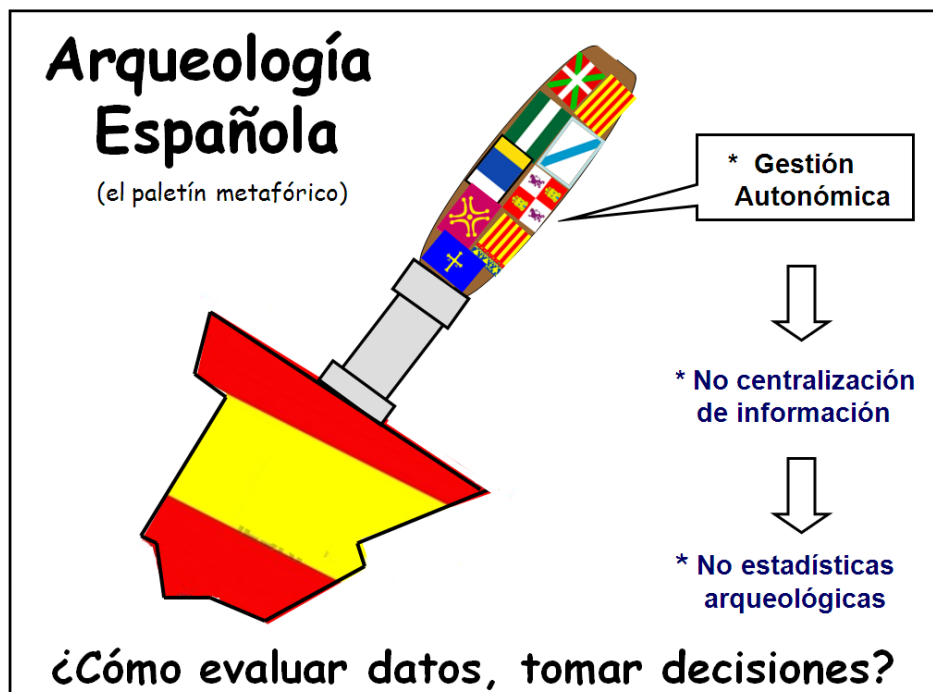 Arqueología
Española
(el paletín metafórico)
* Gestión
Autonómica
* No centralización
de información
* No estadísticas
arqueológicas
¿Cómo evaluar datos, tomar decisiones?